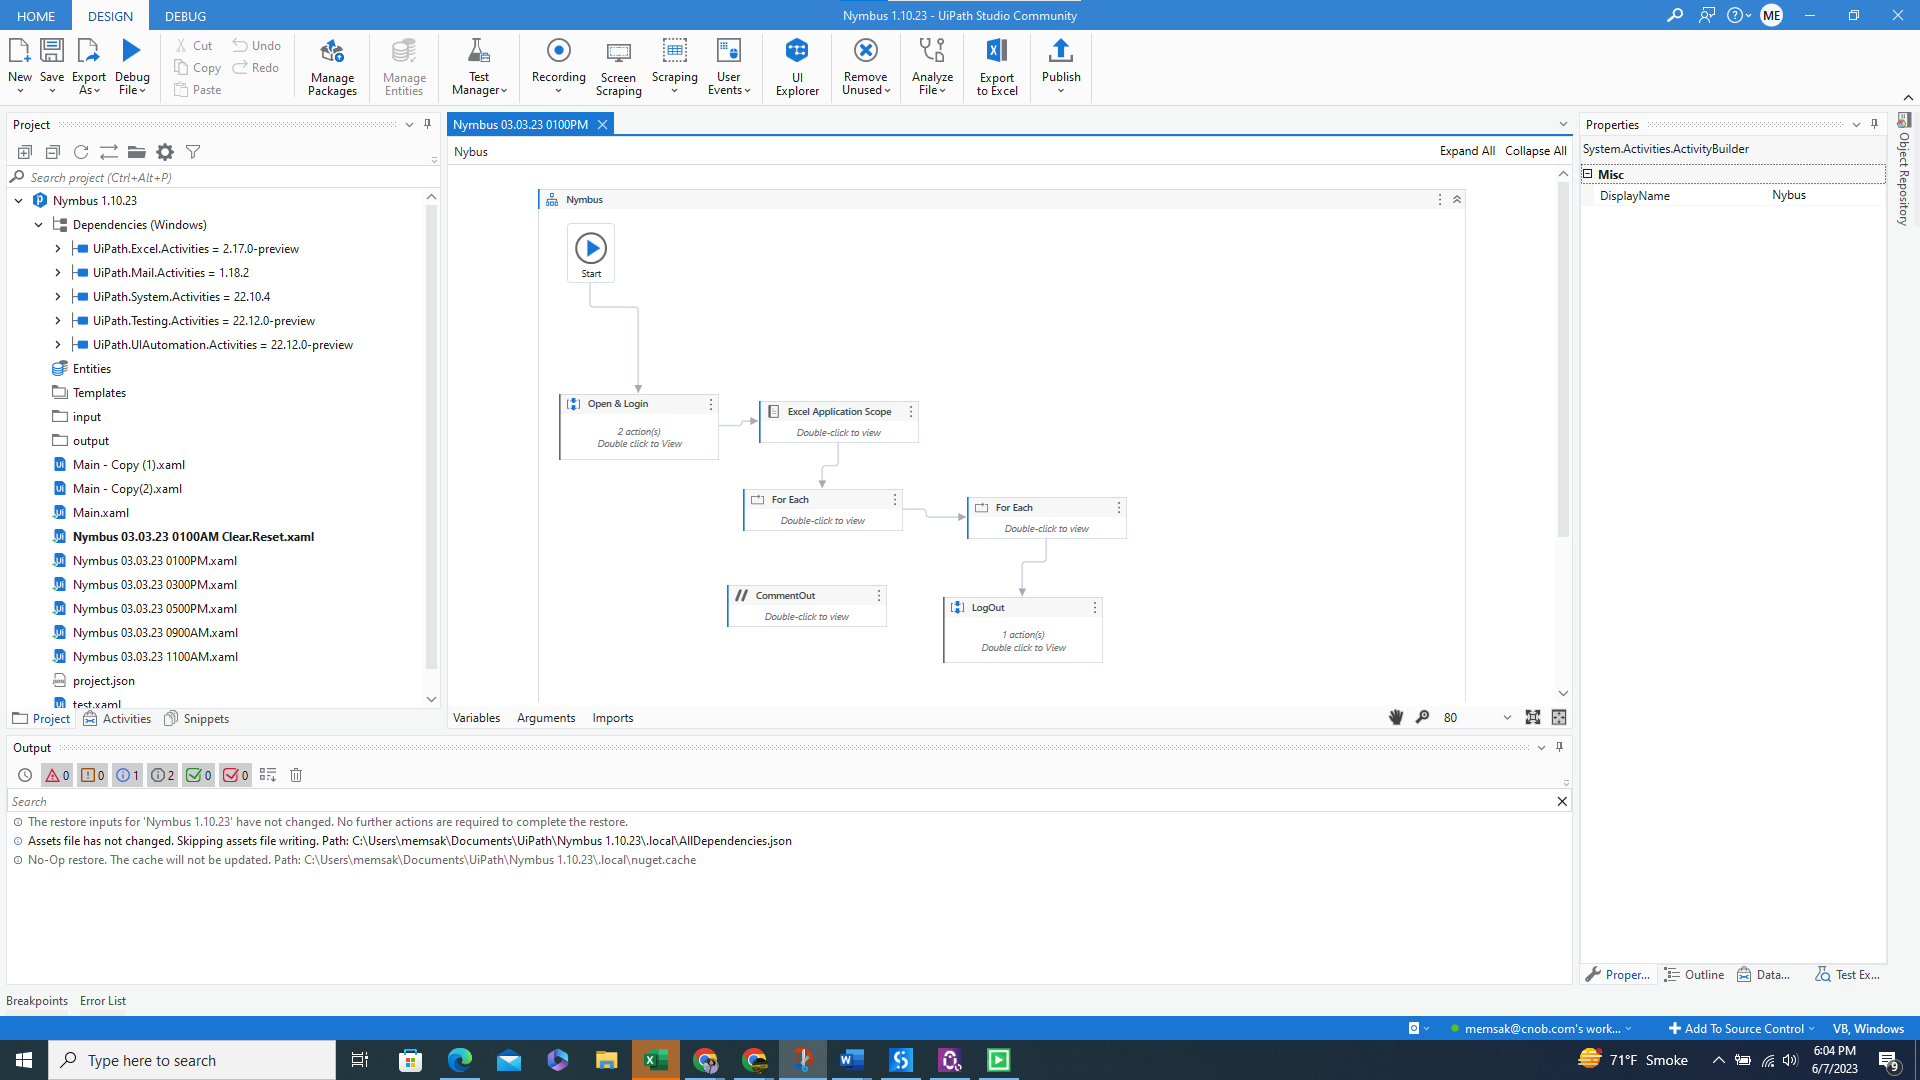 HOME DESIGN DEBUG
Nymbus 1.10.23 - UiPath Studio Community
ME
New
Save
Export As
Debug File
Cut
Copy
Paste
Undo
Redo
Manage Packages
Manage Entities
Test Manager
Recording
Screen Scraping
Scraping
User Events
UI Explorer
Remove Unused
Analyze File
Export to Excel
Publish
Project
Search project (Ctrl+Alt+P)
Nymbus 1.10.23
Dependencies (Windows)
UiPath.Excel.Activities = 2.17.0-preview
UiPath.Mail.Activities = 1.18.2
UiPath.System.Activities = 22.10.4
UiPath.Testing.Activities = 22.12.0-preview
UiPath.UIAutomation.Activities = 22.12.0-preview
Entities
Templates
input
output
Main - Copy (1).xaml
Main - Copy(2).xaml
Main.xaml
Nymbus 03.03.23 0100AM Clear.Reset.xaml
Nymbus 03.03.23 0100PM.xaml
Nymbus 03.03.23 0300PM.xaml
Nymbus 03.03.23 0500PM.xaml
Nymbus 03.03.23 0900AM.xaml
Nymbus 03.03.23 1100AM.xaml
project.json
test.xaml
Project Activities Snippets
Nymbus 03.03.23 0100PM
Nybus
Expand All Collapse All
Nymbus
Start
Open & Login
2 action(s)
Double click to View
Excel Application Scope
Double-click to view
For Each
Double-click to view
For Each
Double-click to view
CommentOut
Double-click to view
LogOut
1 action(s)
Double click to View
Variables Arguments Imports
80
Properties
System.Activities.ActivityBuilder
Misc
DisplayName Nybus
Object Repository
Proper... Outline Data... Test Ex...
Output
0 0 1 2 0 0
Search
The restore inputs for 'Nymbus 1.10.23' have not changed. No further actions are required to complete the restore.
Assets file has not changed. Skipping assets file writing. Path: C:\Users\memsak\Documents\UiPath\Nymbus 1.10.23\.local\AllDependencies.json
No-Op restore. The cache will not be updated. Path: C:\Users\memsak\Documents\UiPath\Nymbus 1.10.23\.local\nuget.cache
Breakpoints Error List
memsak@cnob.com's work... Add To Source Control VB, Windows
Type here to search
71°F Smoke
6:04 PM
6/7/2023
9